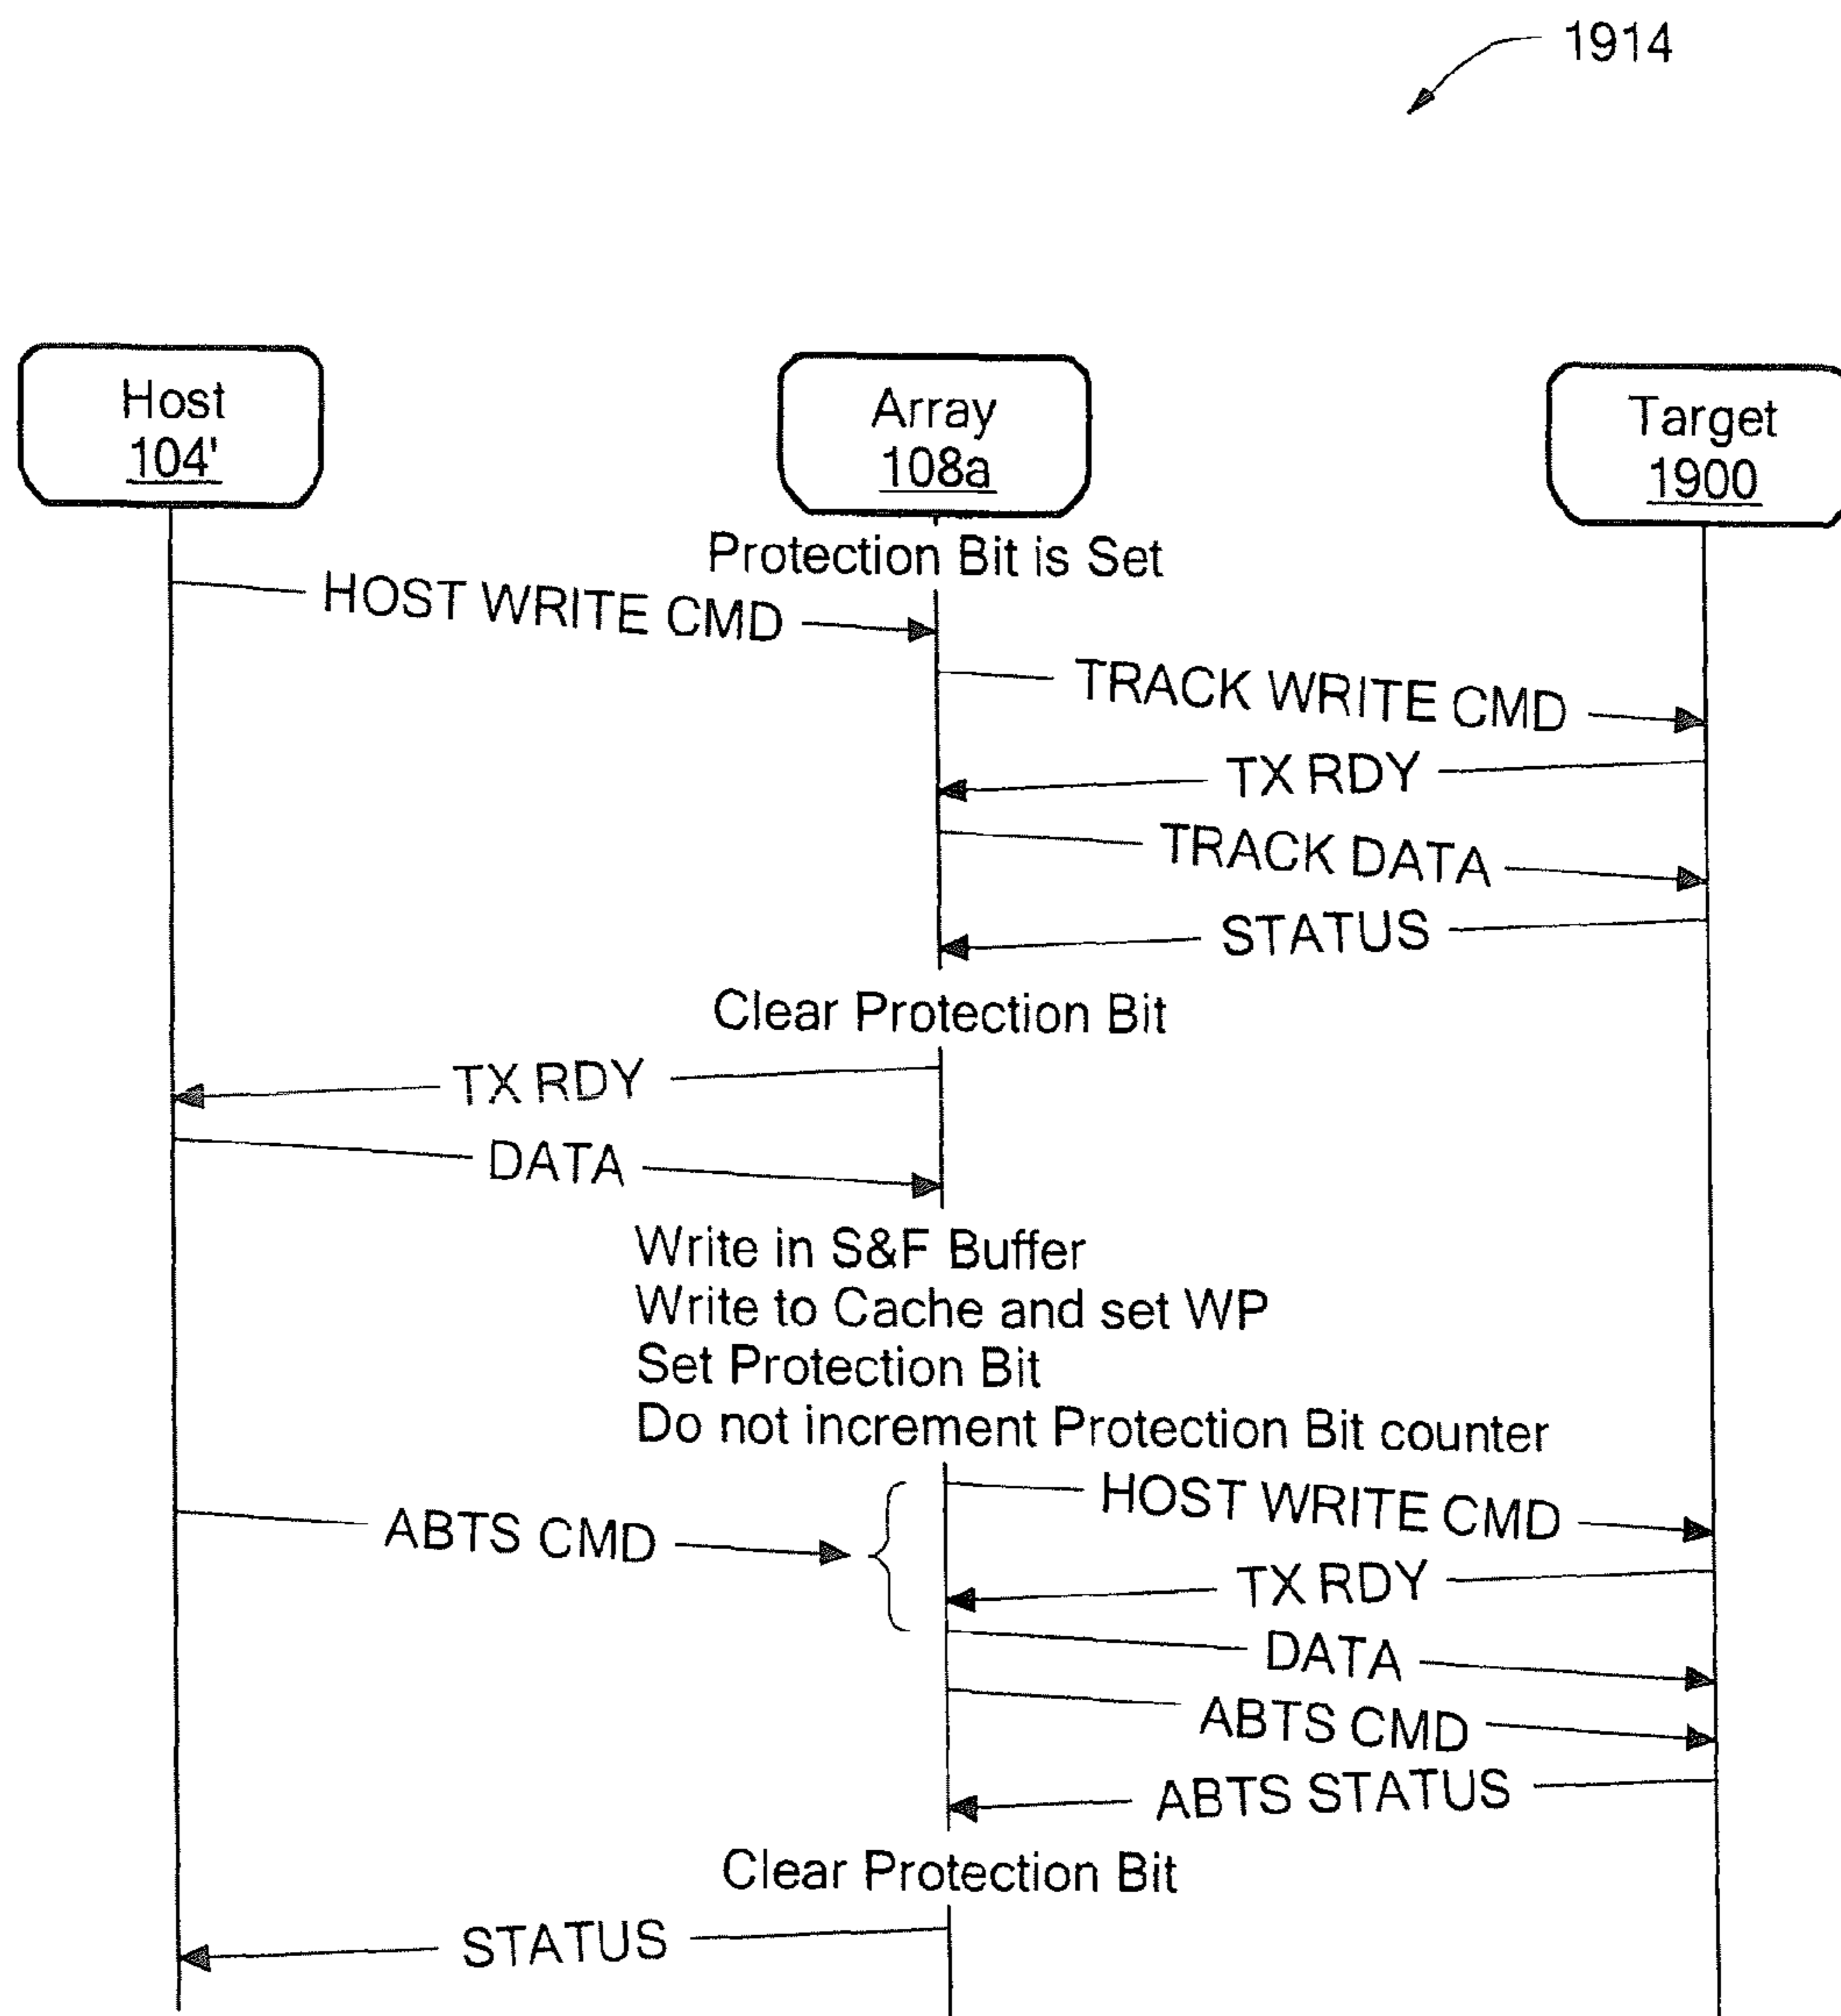 1914
Host
104'
Array
108a
Target
1900
Protection Bit is Set
HOST WRITE CMD
TRACK WRITE CMD
TX RDY
TRACK DATA
STATUS
Clear Protection Bit
TX RDY
DATA
Write in S&F Buffer
Write to Cache and set WP
Set Protection Bit
Do not increment Protection Bit counter
HOST WRITE CMD
ABTS CMD
TX RDY
DATA
ABTS CMD
ABTS STATUS
Clear Protection Bit
STATUS